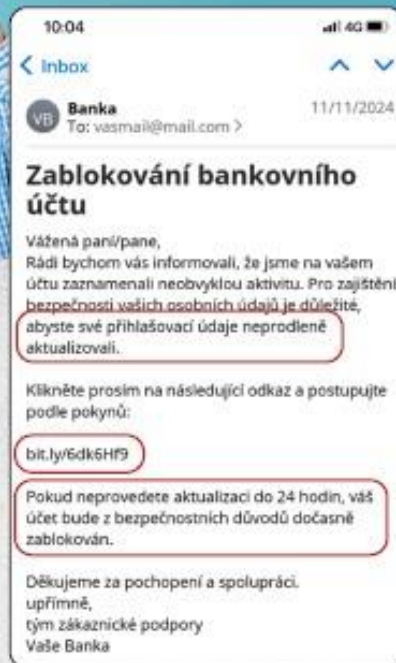 10:04
4G
Inbox
VB
Banka
11/11/2024
To: vasmail@mail.com
Zablokování bankovního
účtu
Vážená paní/pane,
Rádi bychom vás informovali, že jsme na vašem
účtu zaznamenali neobvyklou aktivitu. Pro zajištění
bezpečnosti vašich osobních údajů je důležité,
abyste své přihlašovací údaje neprodleně
aktualizovali.
Klikněte prosím na následující odkaz a postupujte
podle pokynů:
bit.ly/6dk6Hf9
Pokud neprovedete aktualizaci do 24 hodin, váš
účet bude z bezpečnostních důvodů dočasně
zablokován.
Děkujeme za pochopení a spolupráci.
upřímně,
tým zákaznické podpory
Vaše Banka